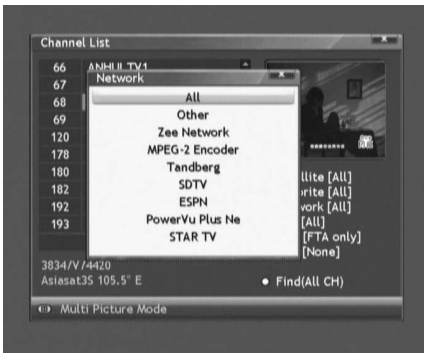 Channel List
66 ANHUI TV1
67
68
69
120
178
180
182
192
193
Network
All
Other
Zee Network
MPEG-2 Encoder
Tandberg
SDTV
ESPN
PowerVu Plus Ne
STAR TV
llite [All]
rite [All]
work [All]
[All]
[FTA only]
[None]
3834/V/4420
Asiasat3S 105.5° E
Find(All CH)
Multi Picture Mode